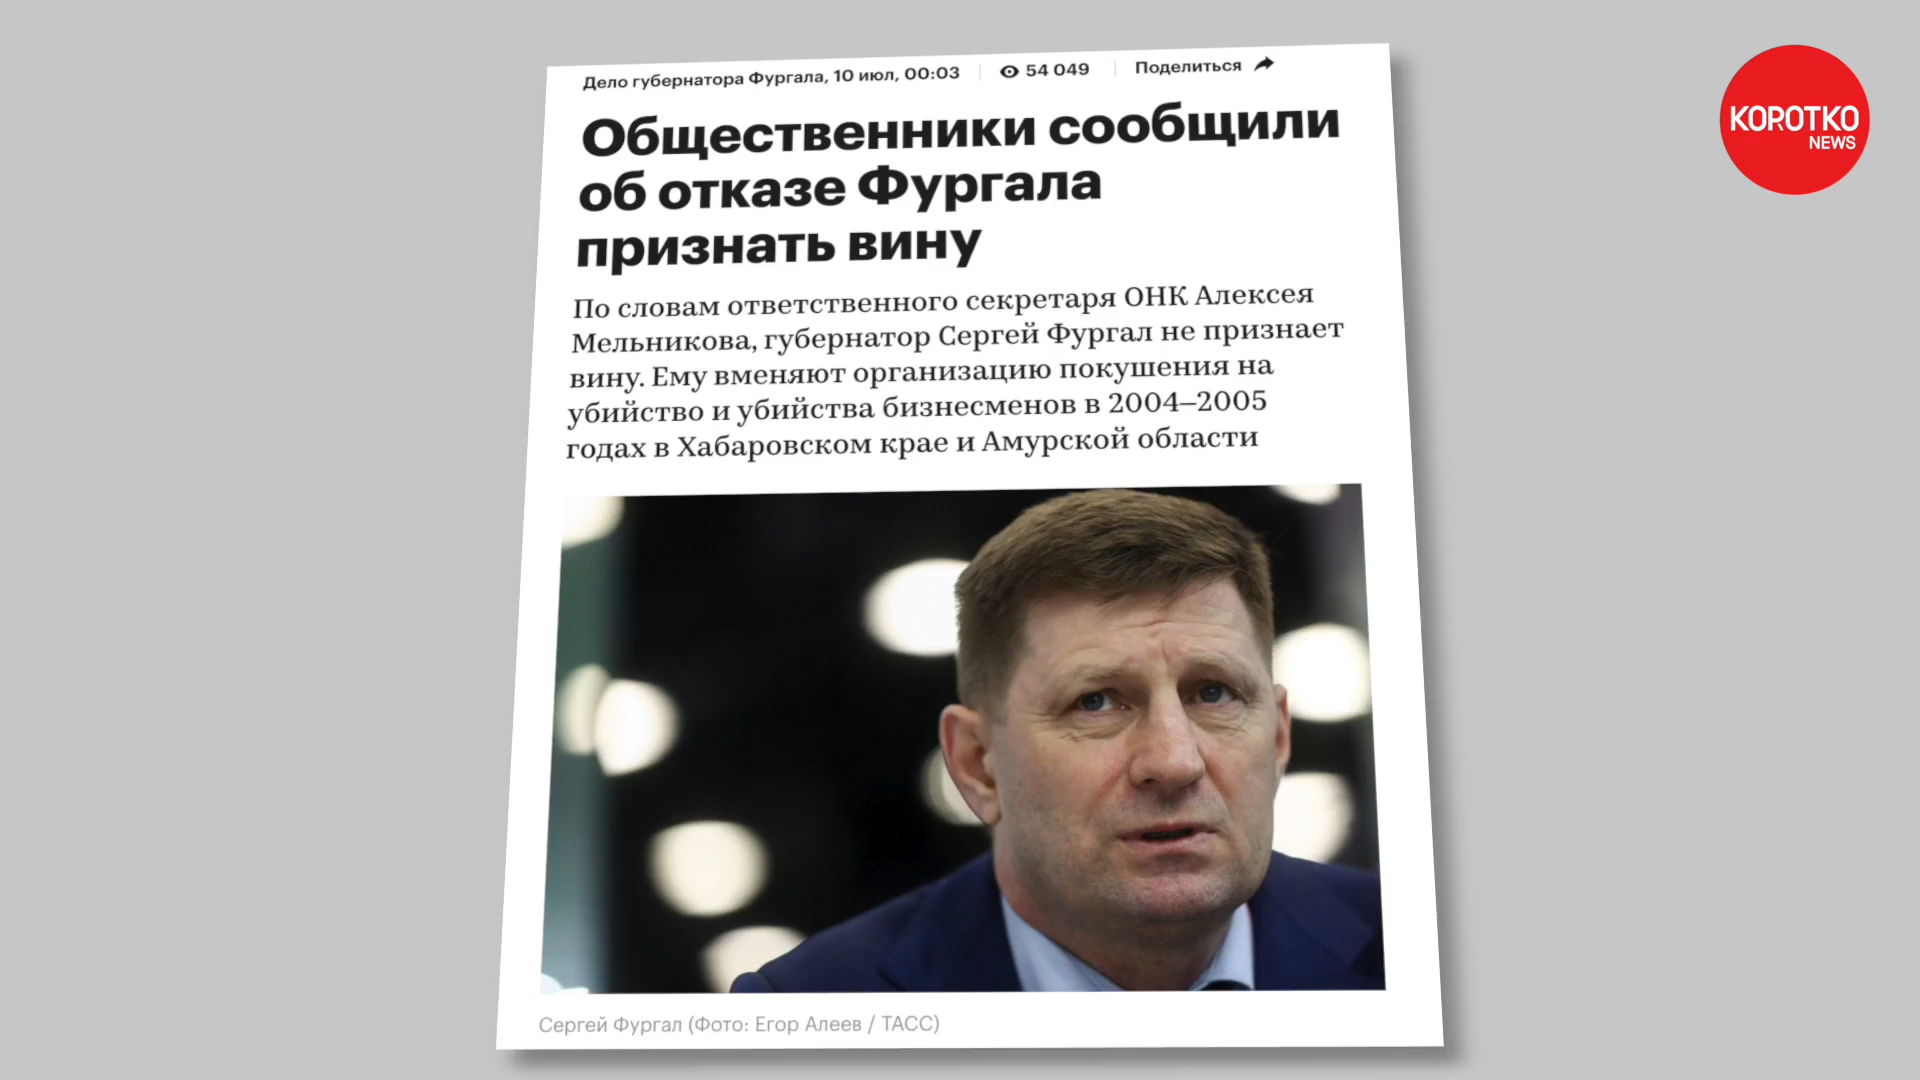 Дело губернатора Фургала, 10 июл, 00:03 54 049 Поделиться
KOROTKO
NEWS
Общественники сообщили
об отказе Фургала
признать вину
По словам ответственного секретаря ОНК Алексея
Мельникова, губернатор Сергей Фургал не признает
вину. Ему вменяют организацию покушения на
убийство и убийства бизнесменов в 2004–2005
годах в Хабаровском крае и Амурской области
Сергей Фургал (Фото: Егор Алеев / ТАСС)